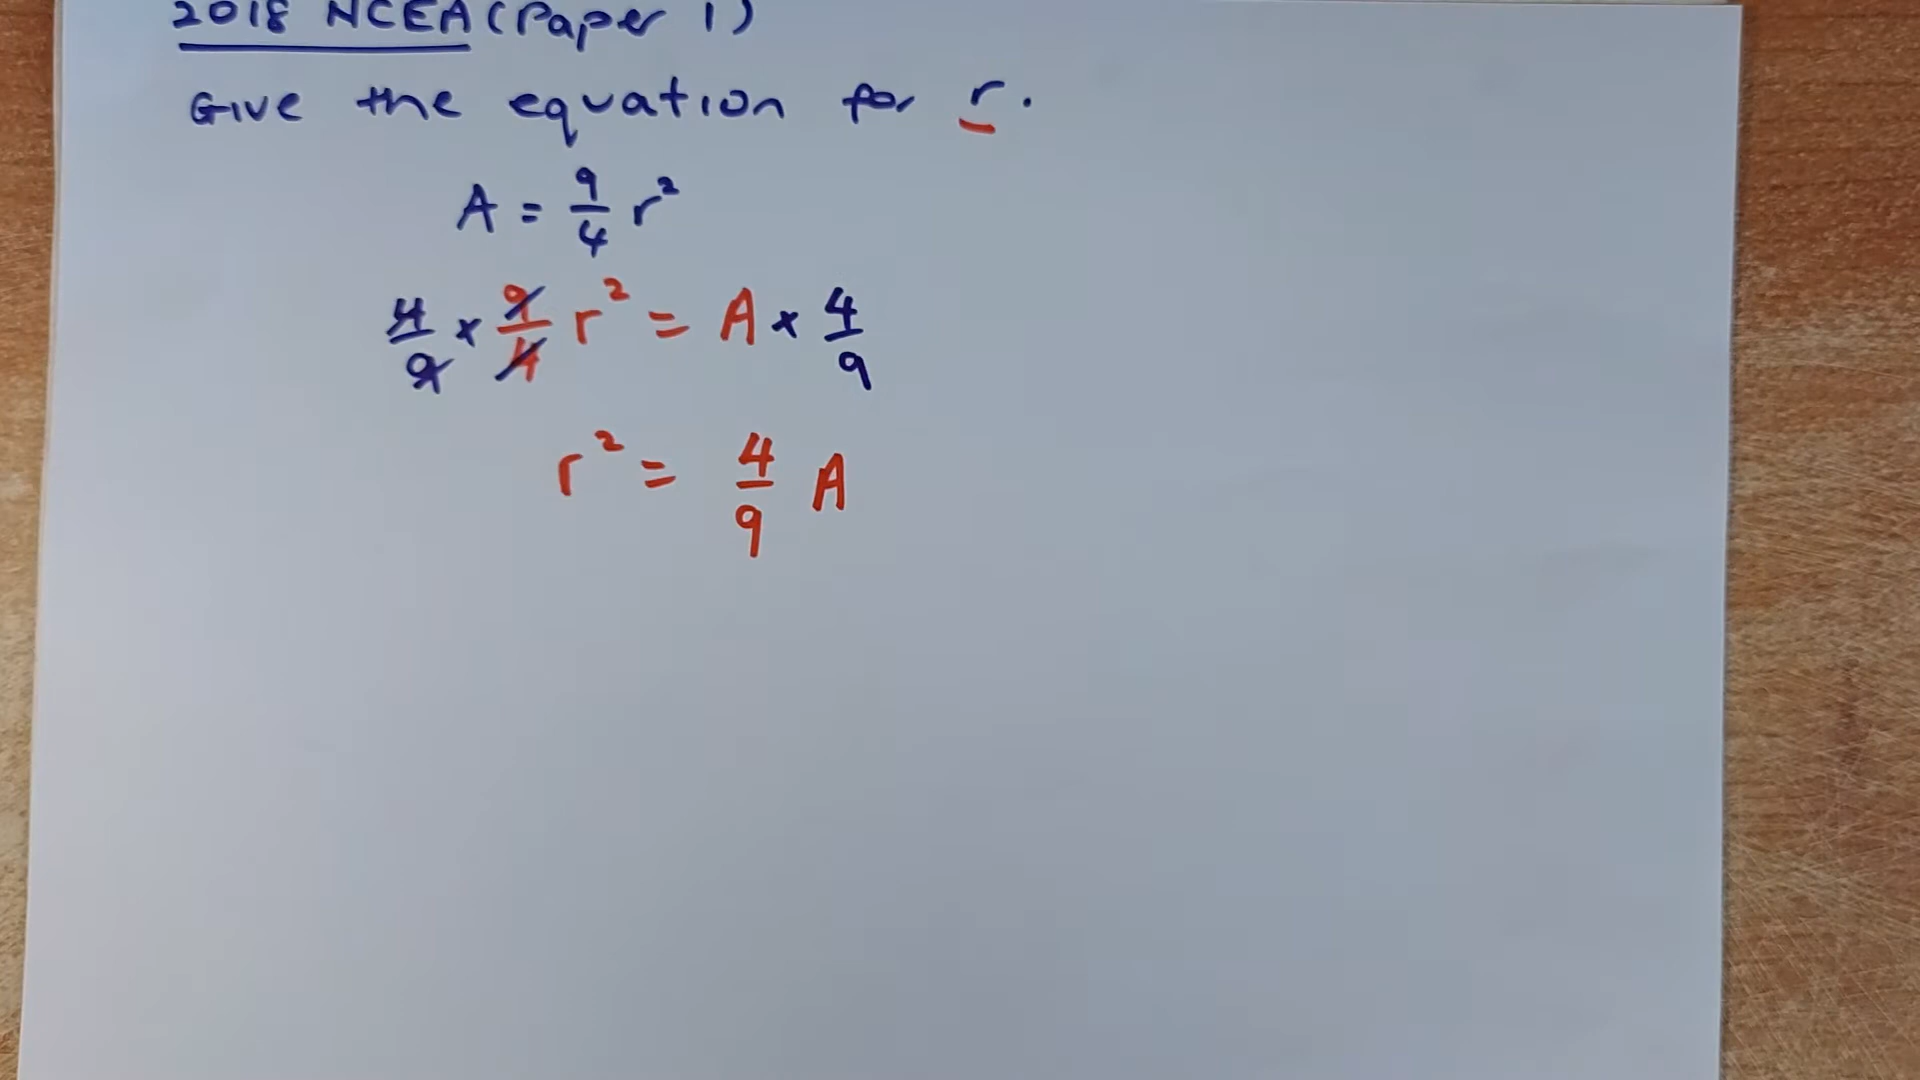 2018 NCEA (Paper 1)
Give the equation for r.
A = 9/4 r²
4/9 × 9/4 r² = A × 4/9
r² = 4/9 A